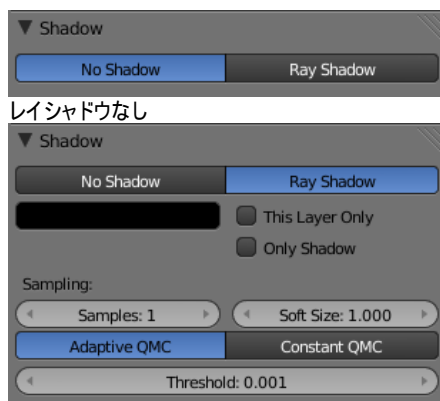 Shadow
No Shadow Ray Shadow
レイシャドウなし
Shadow
No Shadow Ray Shadow
This Layer Only
Only Shadow
Sampling:
Samples: 1 Soft Size: 1.000
Adaptive QMC Constant QMC
Threshold: 0.001